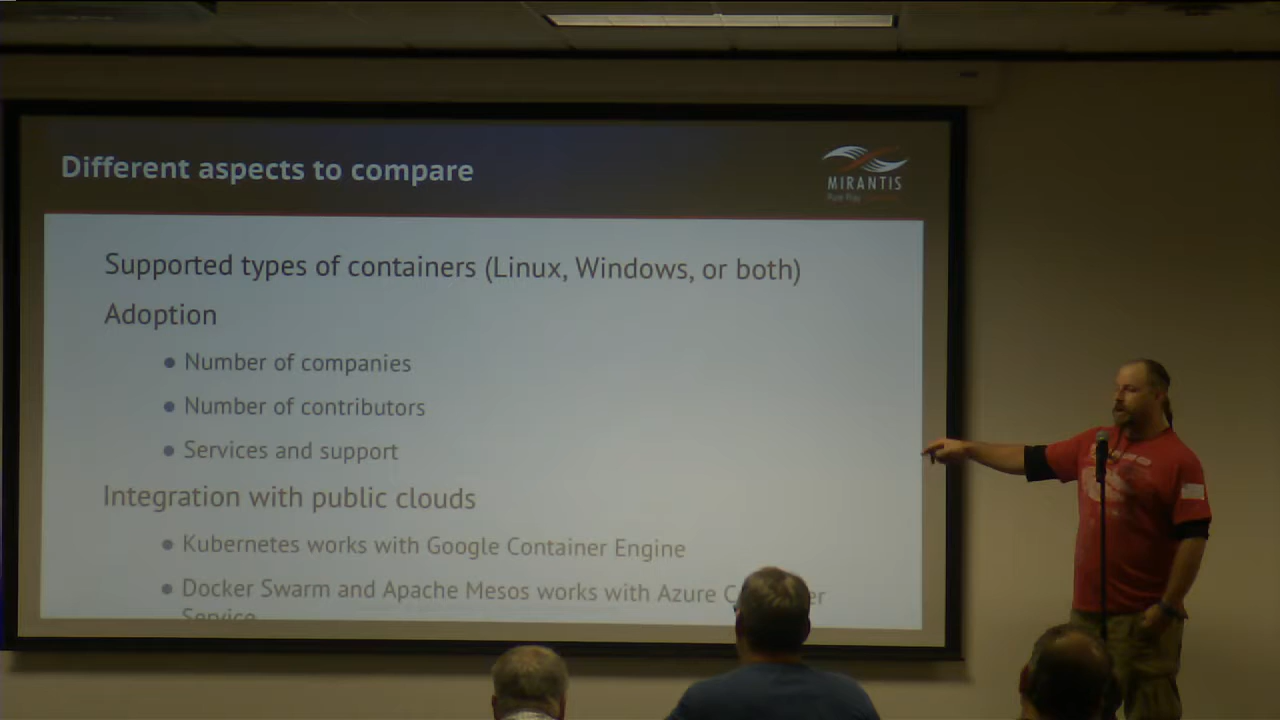 Different aspects to compare
MIRANTIS
Pure Play
Supported types of containers (Linux, Windows, or both)
Adoption
• Number of companies
• Number of contributors
• Services and support
Integration with public clouds
• Kubernetes works with Google Container Engine
• Docker Swarm and Apache Mesos works with Azure
Service